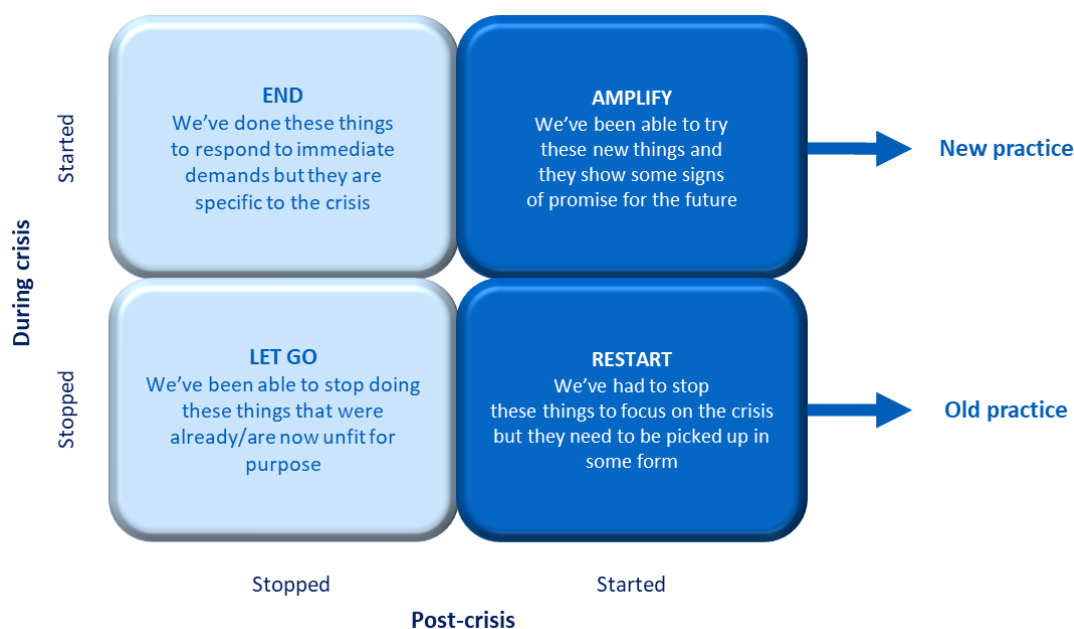 END
We've done these things
to respond to immediate
demands but they are
specific to the crisis
AMPLIFY
We've been able to try
these new things and
they show some signs
of promise for the future
New practice
Started
During crisis
LET GO
We've been able to stop doing
these things that were
already/are now unfit for
purpose
RESTART
We've had to stop
these things to focus on the crisis
but they need to be picked up in
some form
Old practice
Stopped
Stopped
Started
Post-crisis